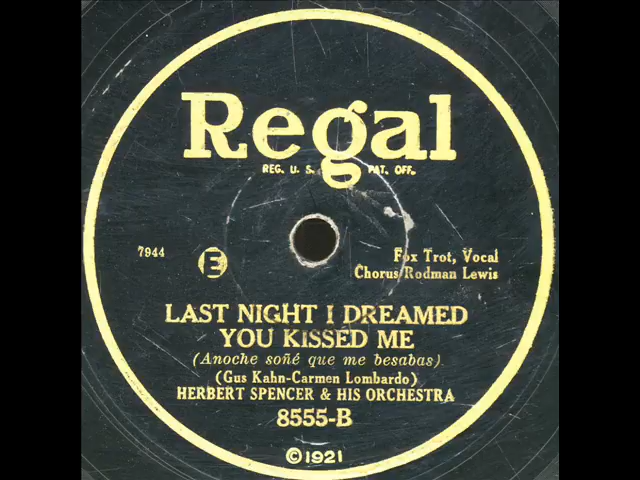 Regal
REG. U. S. PAT. OFF.
7944
E
Fox Trot, Vocal
Chorus Rodman Lewis
LAST NIGHT I DREAMED
YOU KISSED ME
(Anoche soñé que me besabas)
(Gus Kahn-Carmen Lombardo)
HERBERT SPENCER & HIS ORCHESTRA
8555-B
©1921